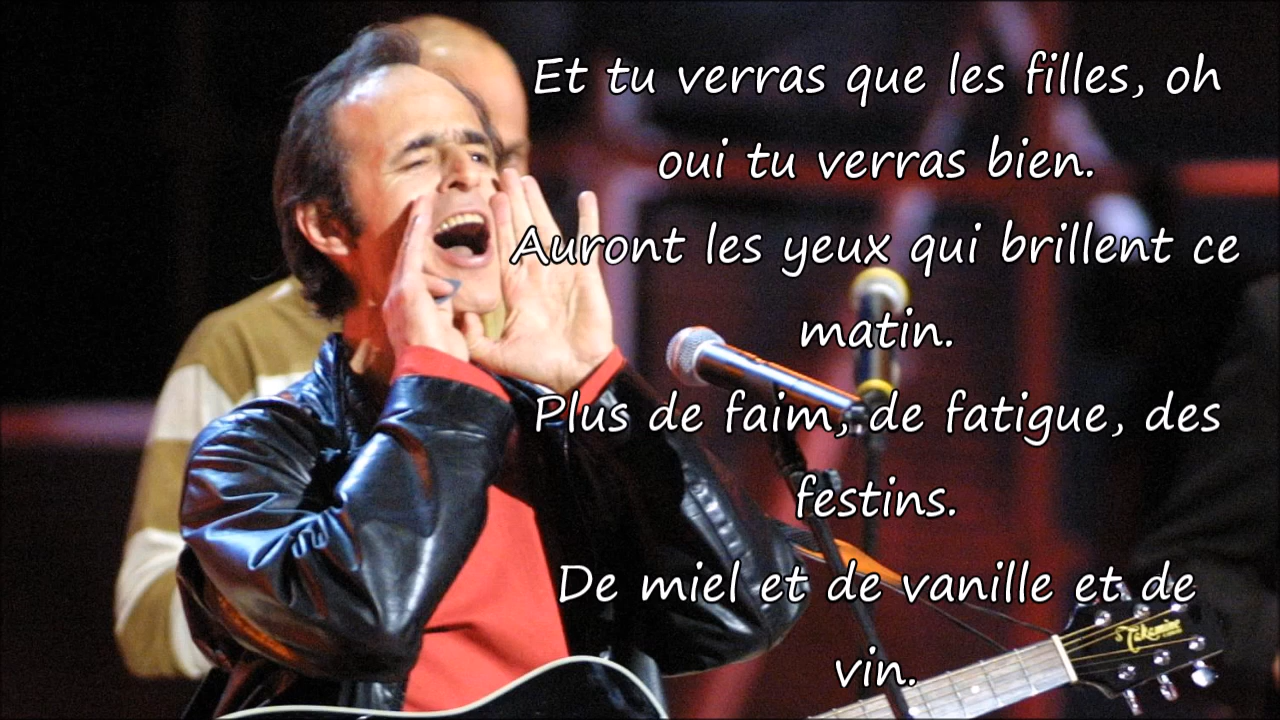 Et tu verras que les filles, oh
oui tu verras bien.
Auront les yeux qui brillent ce
matin.
Plus de faim, de fatigue, des
festins.
De miel et de vanille et de
vin.
Takamine